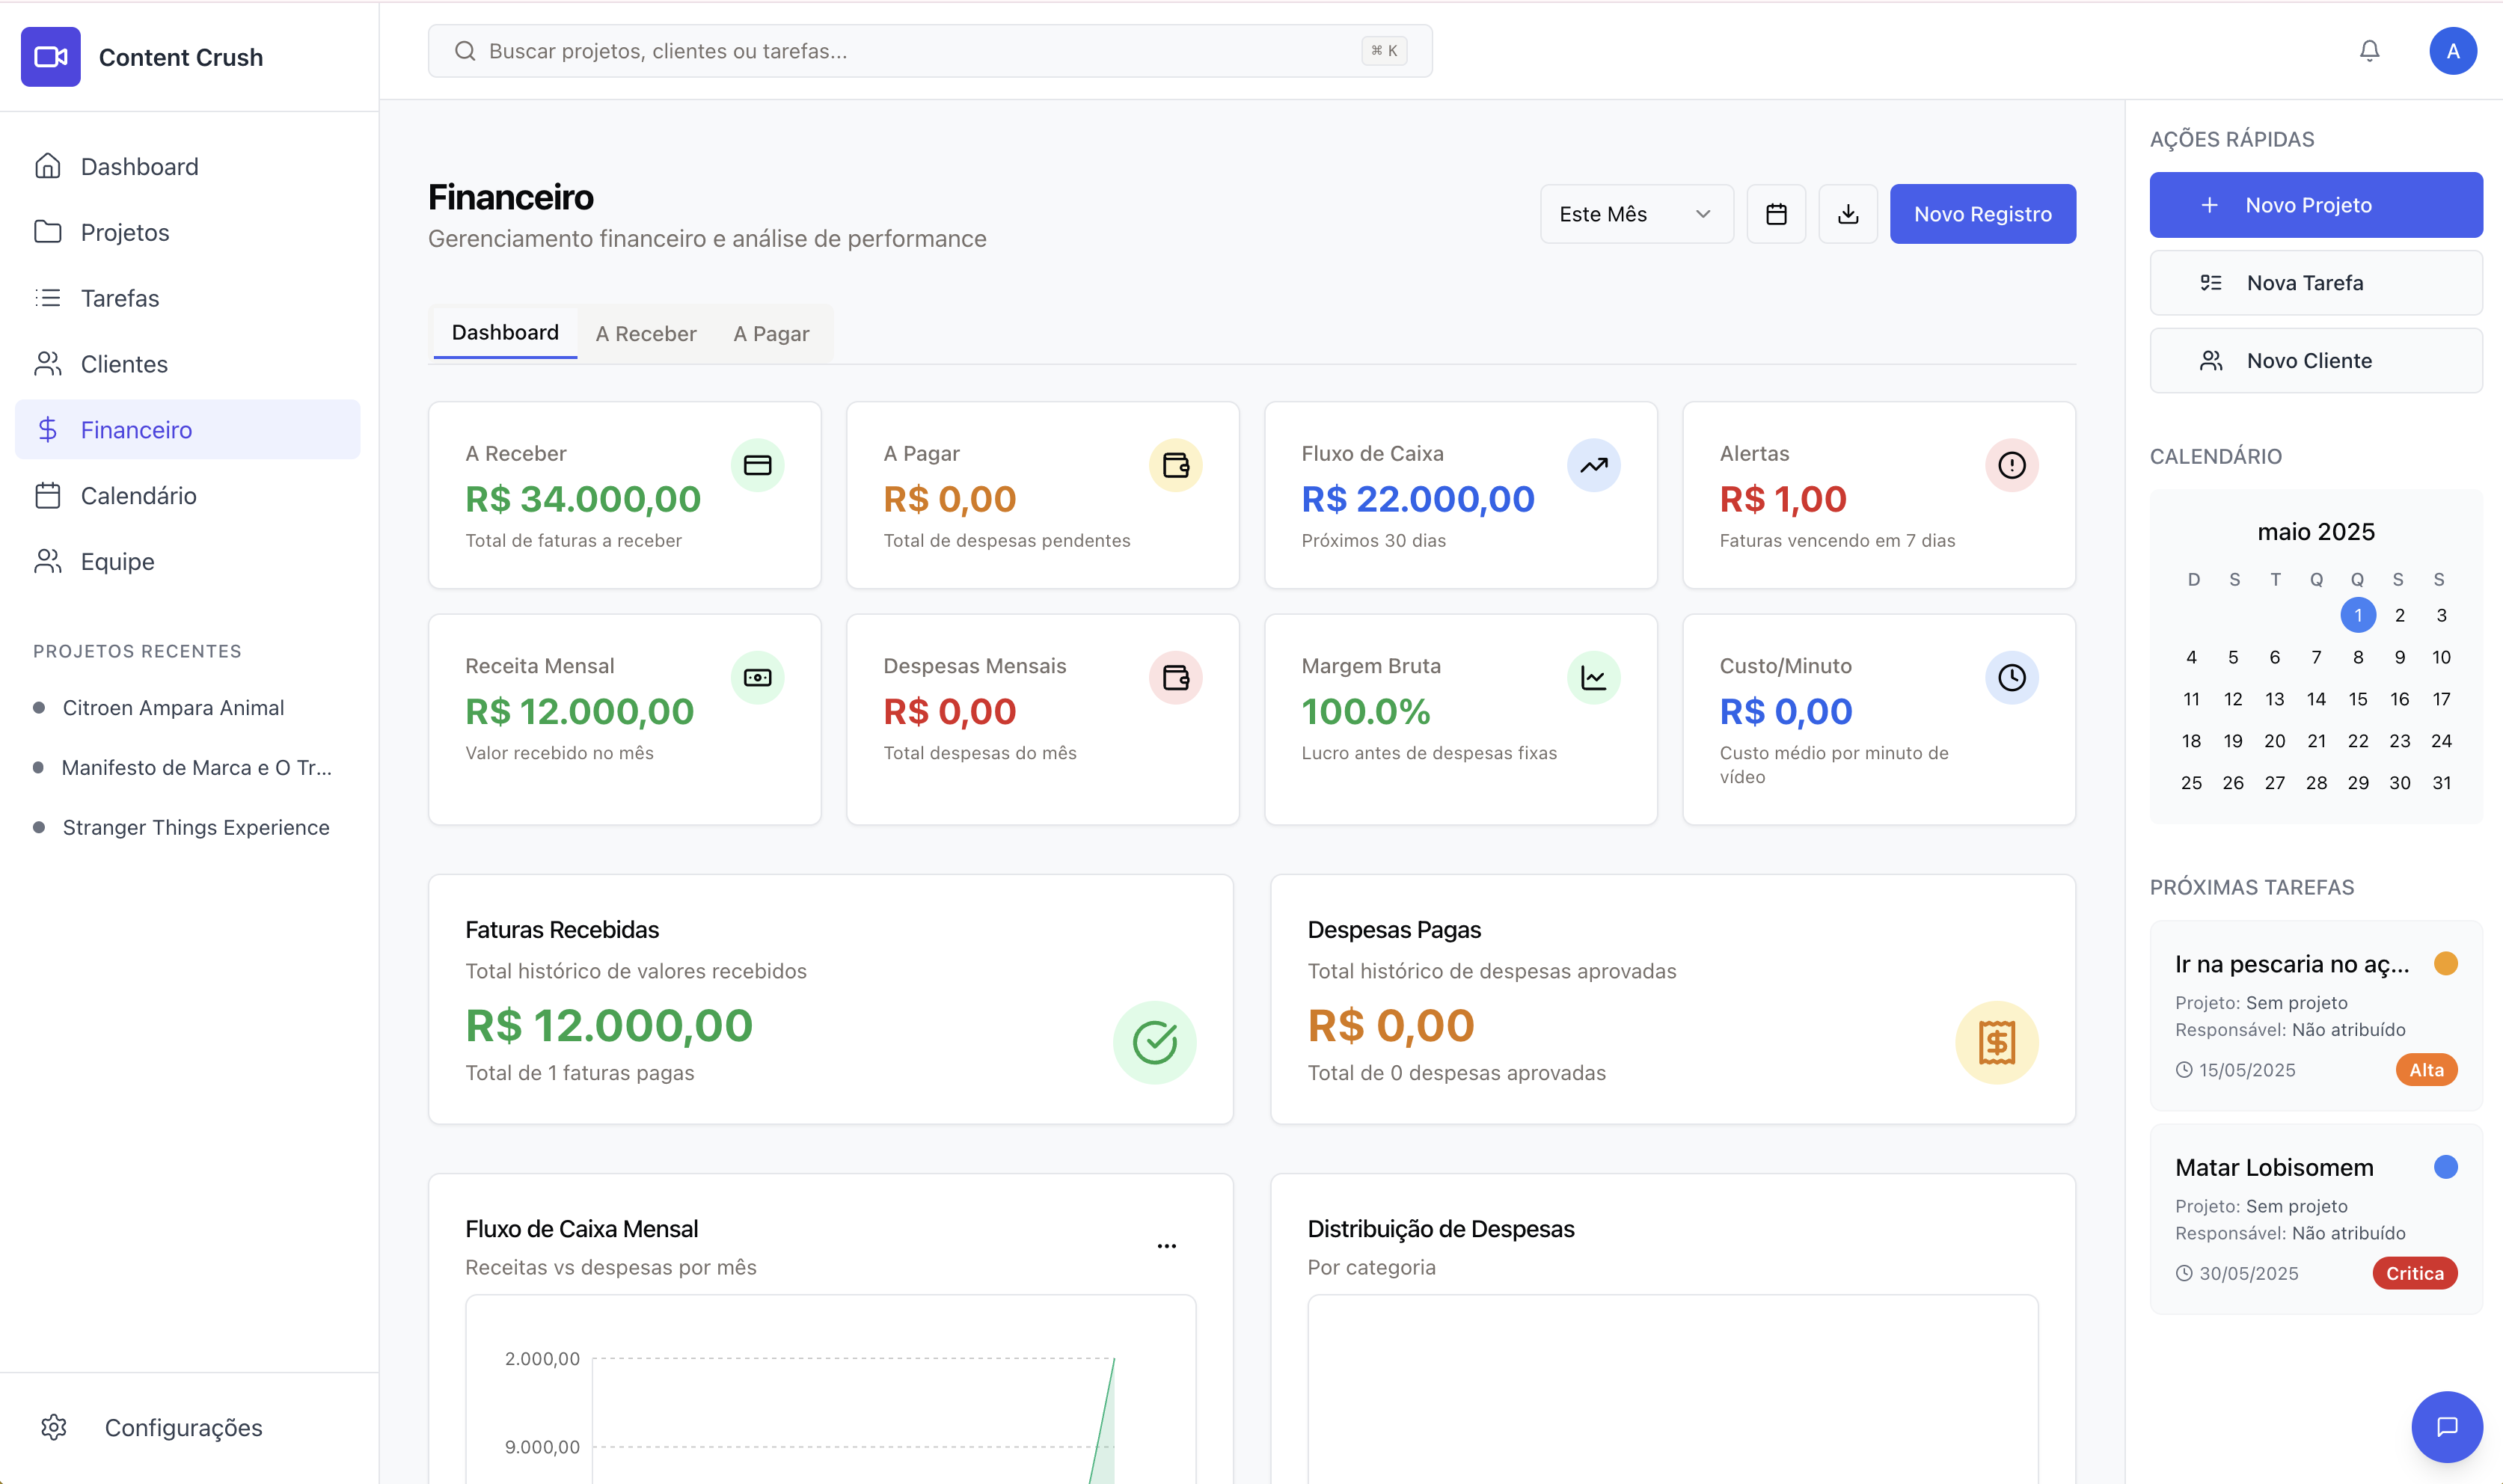 Content Crush
Buscar projetos, clientes ou tarefas...
⌘ K
A
Dashboard
Projetos
Tarefas
Clientes
Financeiro
Calendário
Equipe
PROJETOS RECENTES
Citroen Ampara Animal
Manifesto de Marca e O Tr...
Stranger Things Experience
Configurações
Financeiro
Gerenciamento financeiro e análise de performance
Este Mês
Novo Registro
Dashboard
A Receber
A Pagar
A Receber
R$ 34.000,00
Total de faturas a receber
A Pagar
R$ 0,00
Total de despesas pendentes
Fluxo de Caixa
R$ 22.000,00
Próximos 30 dias
Alertas
R$ 1,00
Faturas vencendo em 7 dias
Receita Mensal
R$ 12.000,00
Valor recebido no mês
Despesas Mensais
R$ 0,00
Total despesas do mês
Margem Bruta
100.0%
Lucro antes de despesas fixas
Custo/Minuto
R$ 0,00
Custo médio por minuto de
vídeo
Faturas Recebidas
Total histórico de valores recebidos
R$ 12.000,00
Total de 1 faturas pagas
Despesas Pagas
Total histórico de despesas aprovadas
R$ 0,00
Total de 0 despesas aprovadas
Fluxo de Caixa Mensal
Receitas vs despesas por mês
2.000,00
9.000,00
Distribuição de Despesas
Por categoria
AÇÕES RÁPIDAS
Novo Projeto
Nova Tarefa
Novo Cliente
CALENDÁRIO
maio 2025
D S T Q Q S S
1 2 3
4 5 6 7 8 9 10
11 12 13 14 15 16 17
18 19 20 21 22 23 24
25 26 27 28 29 30 31
PRÓXIMAS TAREFAS
Ir na pescaria no aç...
Projeto: Sem projeto
Responsável: Não atribuído
15/05/2025
Alta
Matar Lobisomem
Projeto: Sem projeto
Responsável: Não atribuído
30/05/2025
Critica